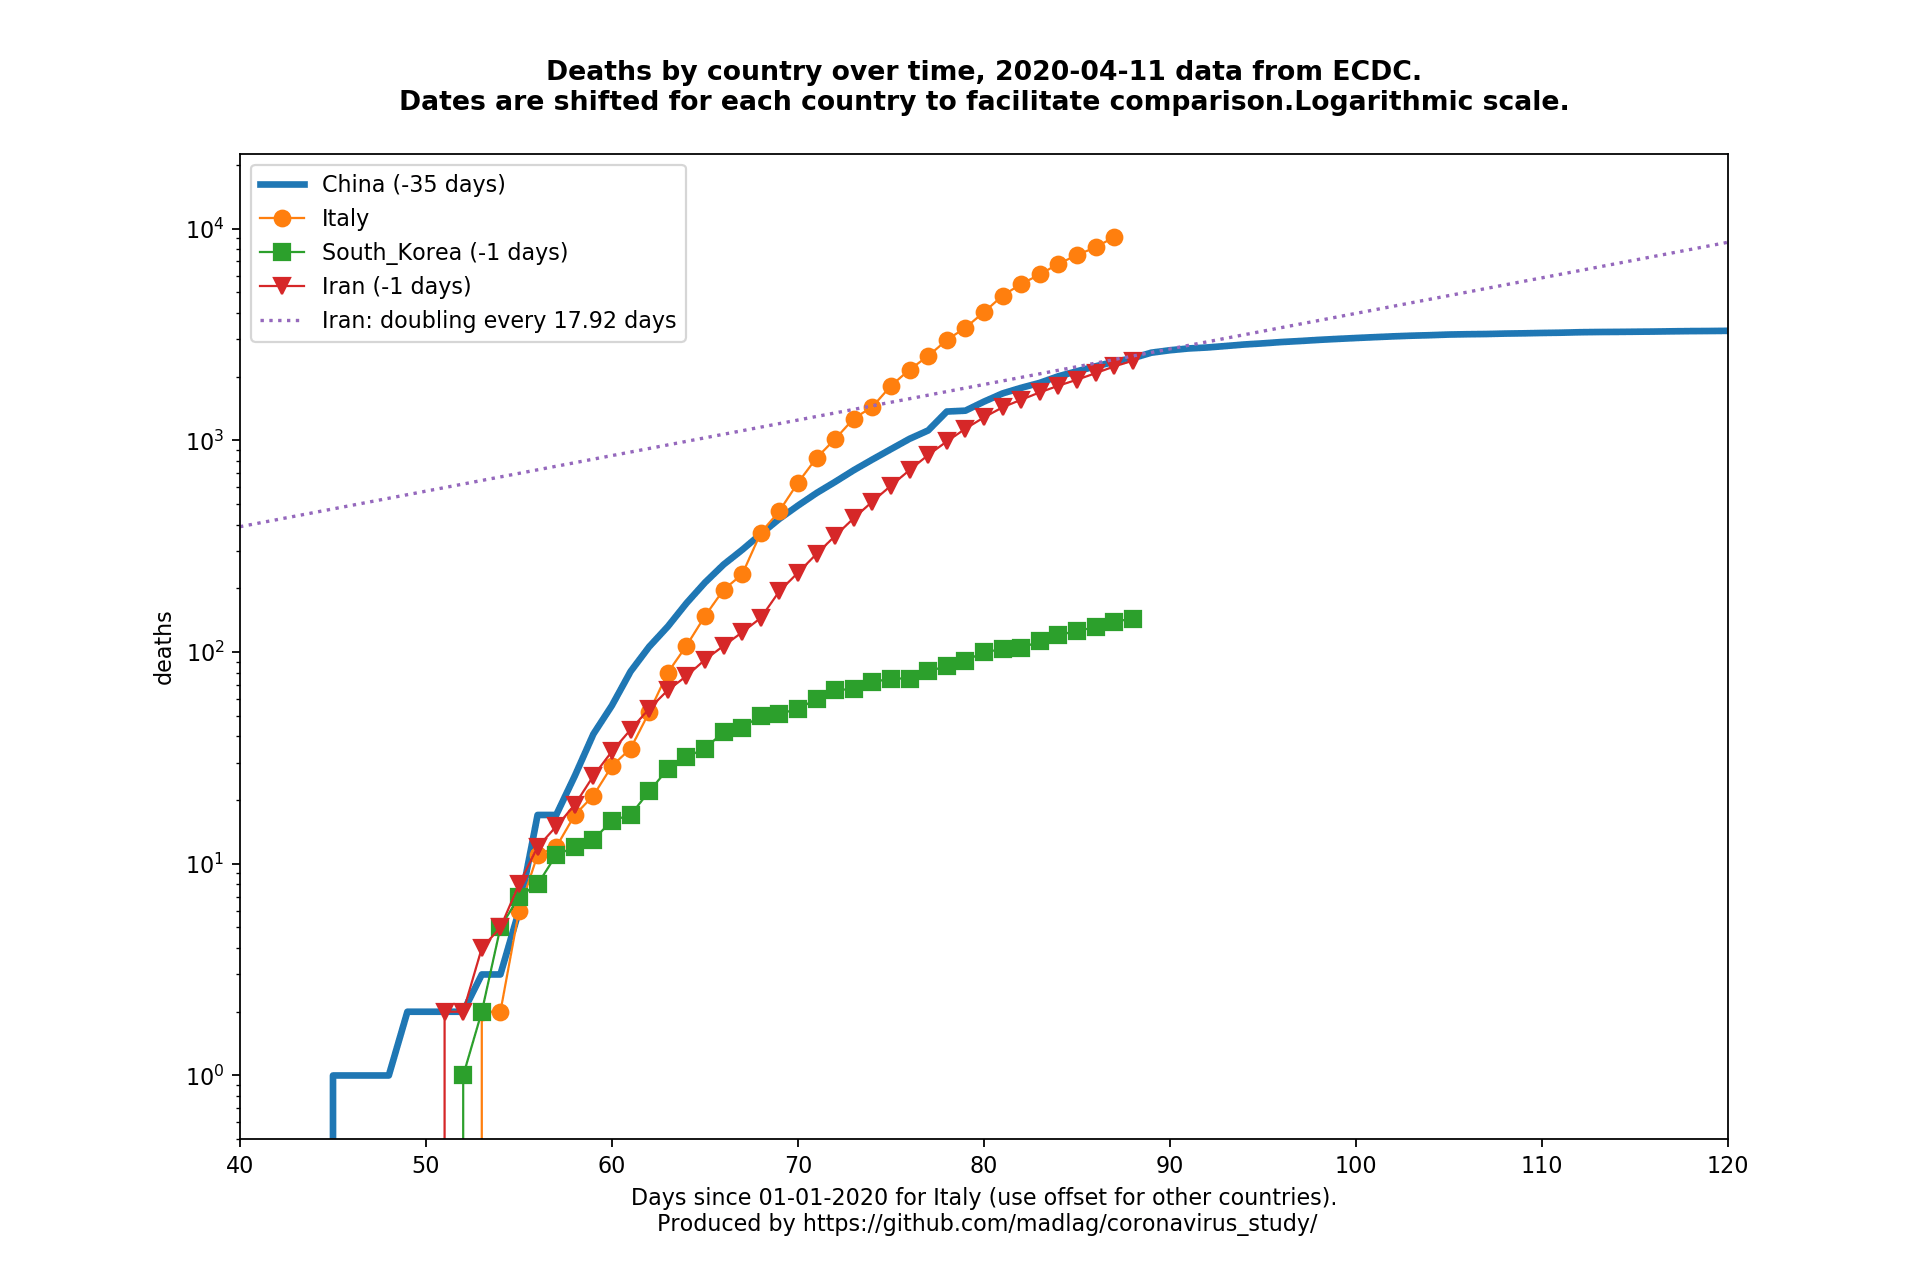 Deaths by country over time, 2020-04-11 data from ECDC.
Dates are shifted for each country to facilitate comparison.Logarithmic scale.
China (-35 days)
Italy
South_Korea (-1 days)
Iran (-1 days)
Iran: doubling every 17.92 days
deaths
10⁴
10³
10²
10¹
10⁰
40 50 60 70 80 90 100 110 120
Days since 01-01-2020 for Italy (use offset for other countries).
Produced by https://github.com/madlag/coronavirus_study/